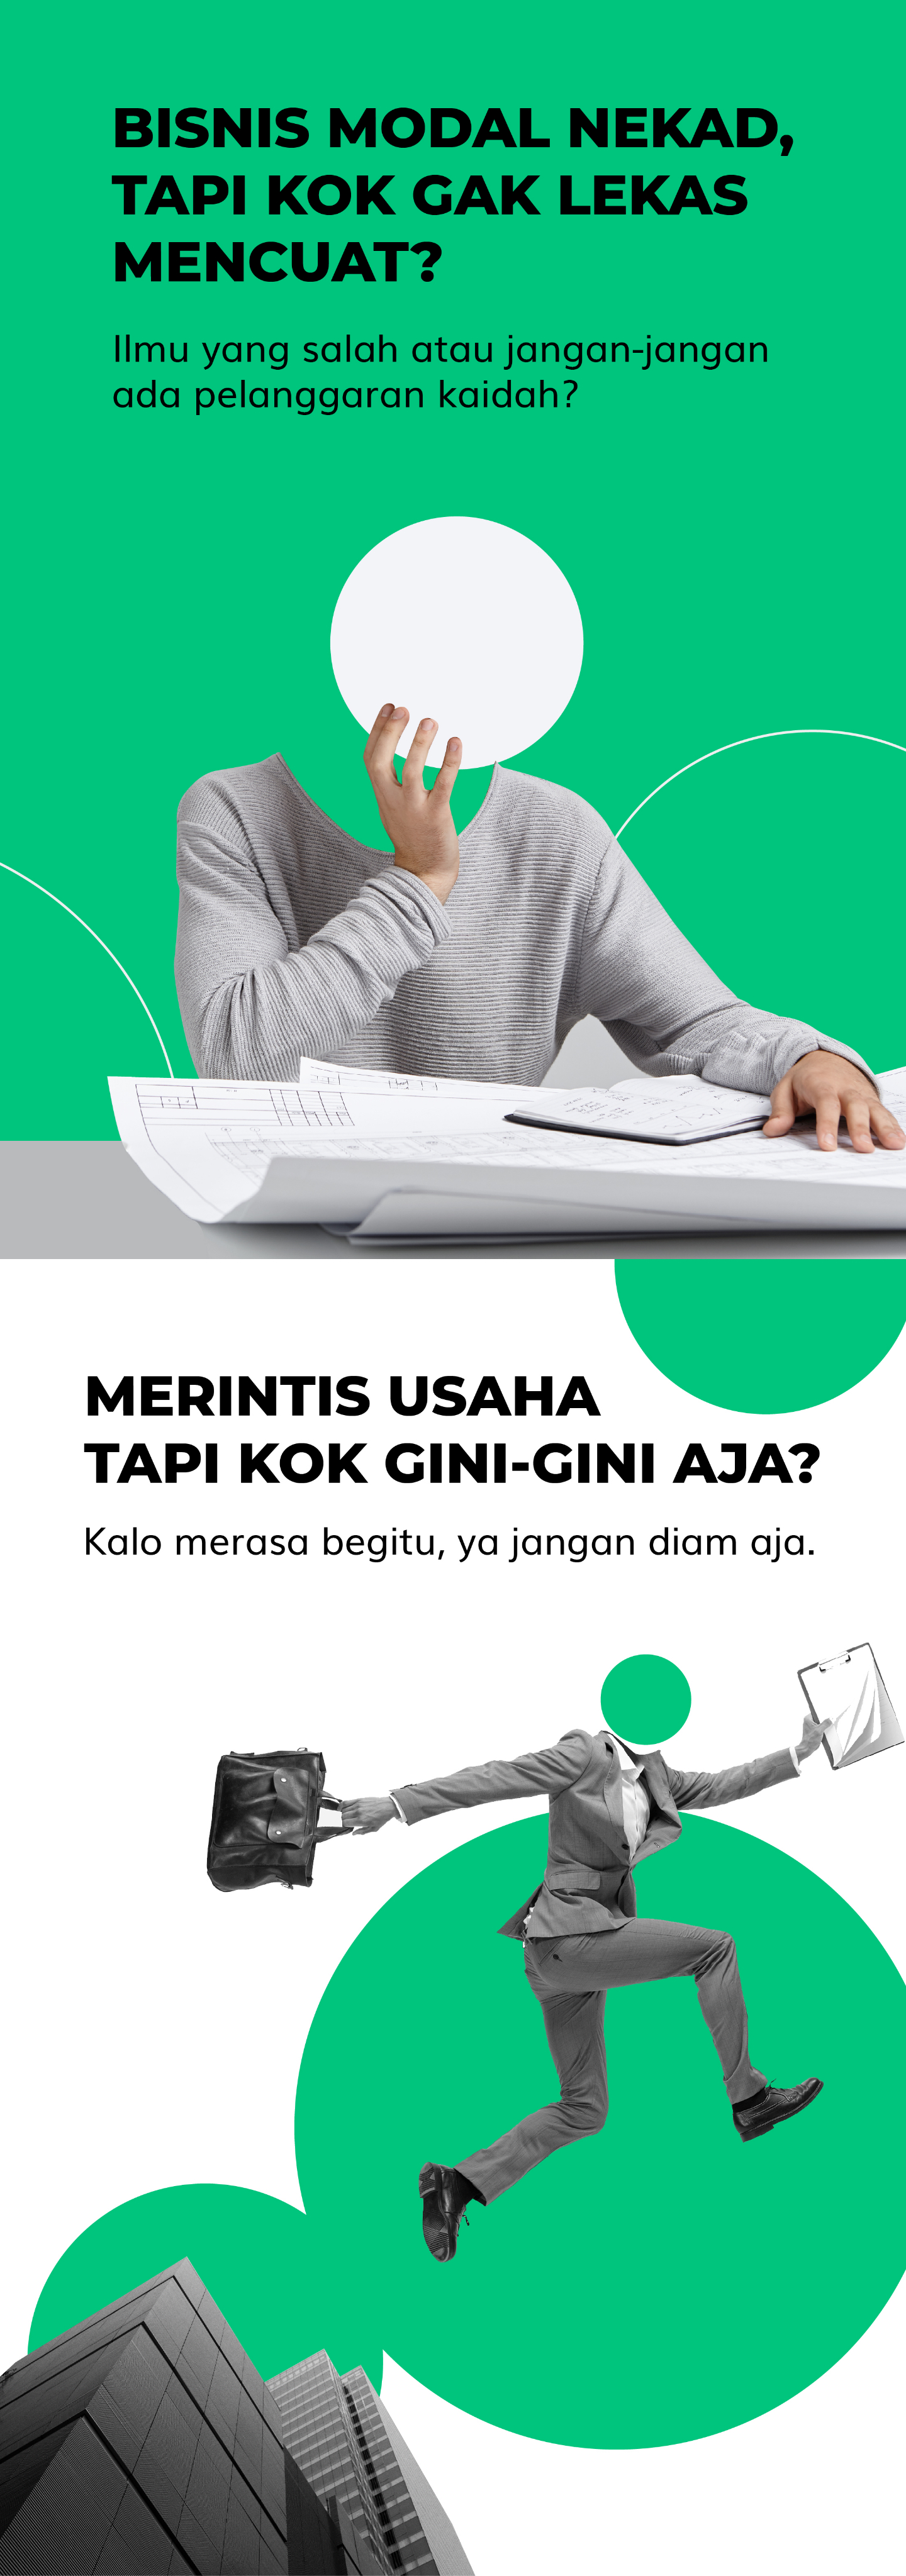 BISNIS MODAL NEKAD,
TAPI KOK GAK LEKAS
MENCUAT?
Ilmu yang salah atau jangan-jangan
ada pelanggaran kaidah?
MERINTIS USAHA
TAPI KOK GINI-GINI AJA?
Kalo merasa begitu, ya jangan diam aja.